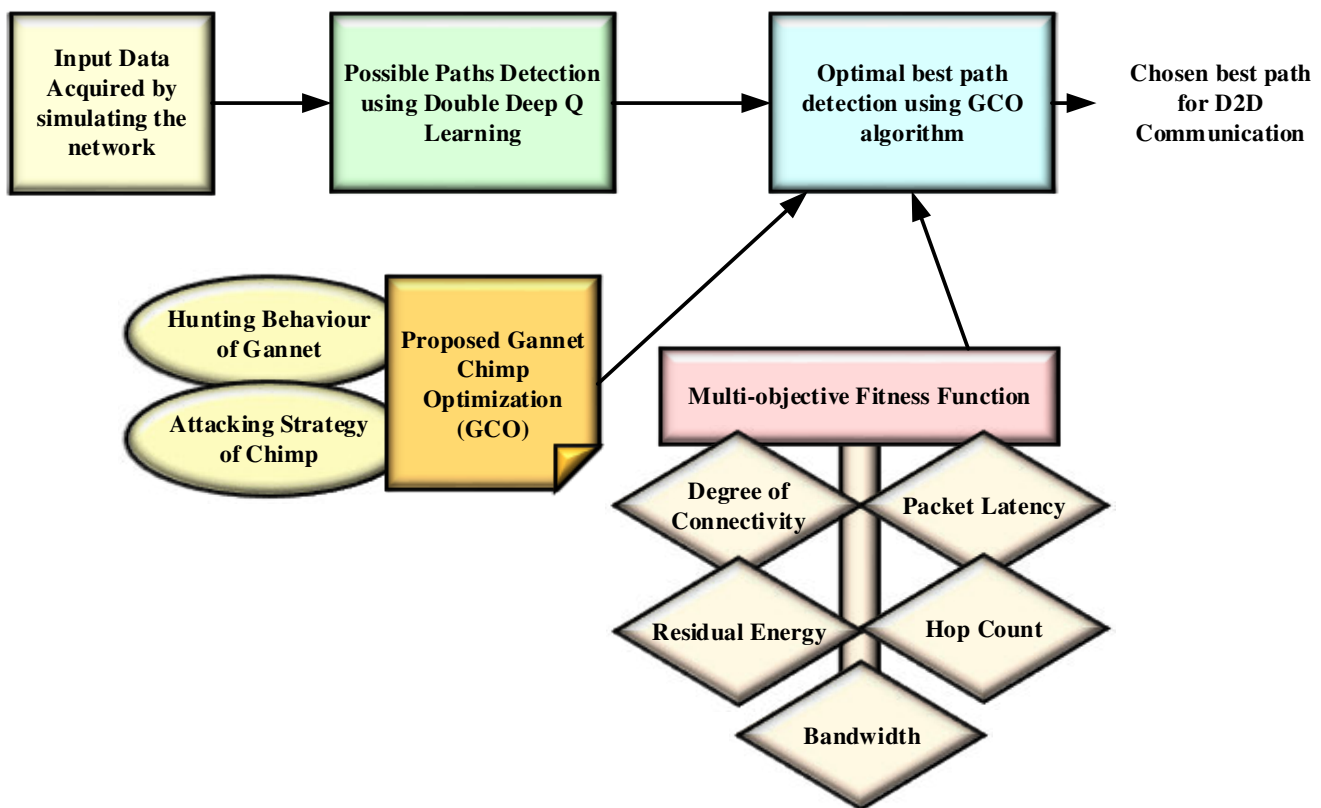 Input Data
Acquired by
simulating the
network
Possible Paths Detection
using Double Deep Q
Learning
Optimal best path
detection using GCO
algorithm
Chosen best path
for D2D
Communication
Hunting Behaviour
of Gannet
Attacking Strategy
of Chimp
Proposed Gannet
Chimp
Optimization
(GCO)
Multi-objective Fitness Function
Degree of
Connectivity
Packet Latency
Residual Energy
Hop Count
Bandwidth